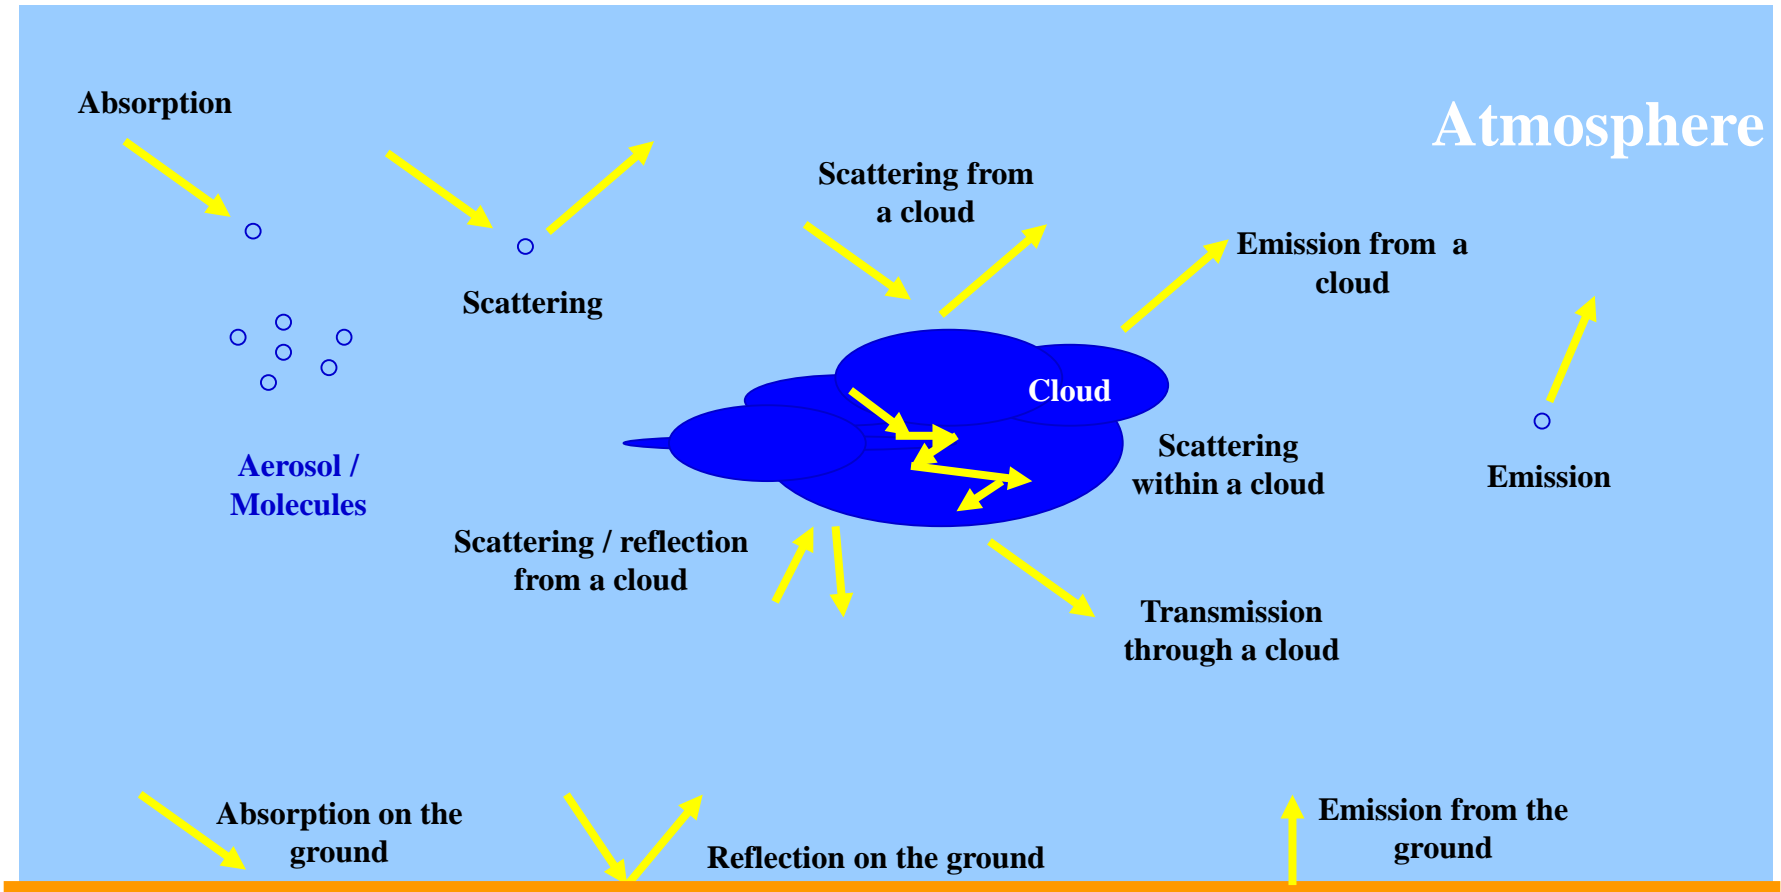 Absorption
Atmosphere
Scattering from
a cloud
Emission from a
cloud
Scattering
Cloud
Scattering
within a cloud
Aerosol /
Molecules
Emission
Scattering / reflection
from a cloud
Transmission
through a cloud
Absorption on the
ground
Reflection on the ground
Emission from the
ground